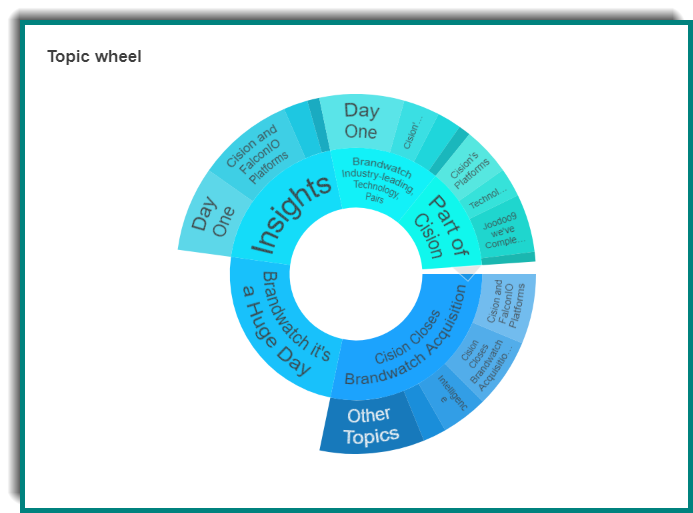 Topic wheel
Day
One
Cision'...
Cision and
FalconIO
Platforms
Day
One
Insights
Brandwatch
Industry-leading,
Technology,
Pairs
Part of
Cision
Cision's
Platforms
Technol...
Joodoo9
we've
Comple...
Brandwatch it's
a Huge Day
Cision Closes
Brandwatch Acquisition
Cision and
FalconIO
Platforms
Cision
Closes
Brandwatch
Acquisitio...
Intelligenc
e
Other
Topics